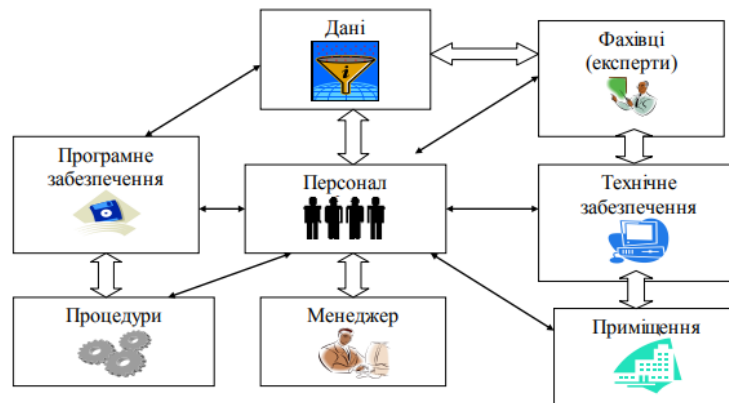 Дані
Фахівці
(експерти)
Програмне
забезпечення
Персонал
Технічне
забезпечення
Процедури
Менеджер
Приміщення